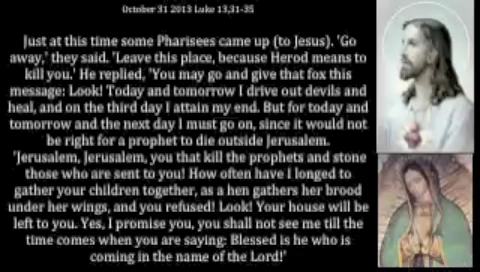 October 31 2013 Luke 13,31-35
Just at this time some Pharisees came up (to Jesus). 'Go
away,' they said. 'Leave this place, because Herod means to
kill you.' He replied, 'You may go and give that fox this
message: Look! Today and tomorrow I drive out devils and
heal, and on the third day I attain my end. But for today and
tomorrow and the next day I must go on, since it would not
be right for a prophet to die outside Jerusalem.
'Jerusalem, Jerusalem, you that kill the prophets and stone
those who are sent to you! How often have I longed to
gather your children together, as a hen gathers her brood
under her wings, and you refused! Look! Your house will be
left to you. Yes, I promise you, you shall not see me till the
time comes when you are saying: Blessed is he who is
coming in the name of the Lord!'